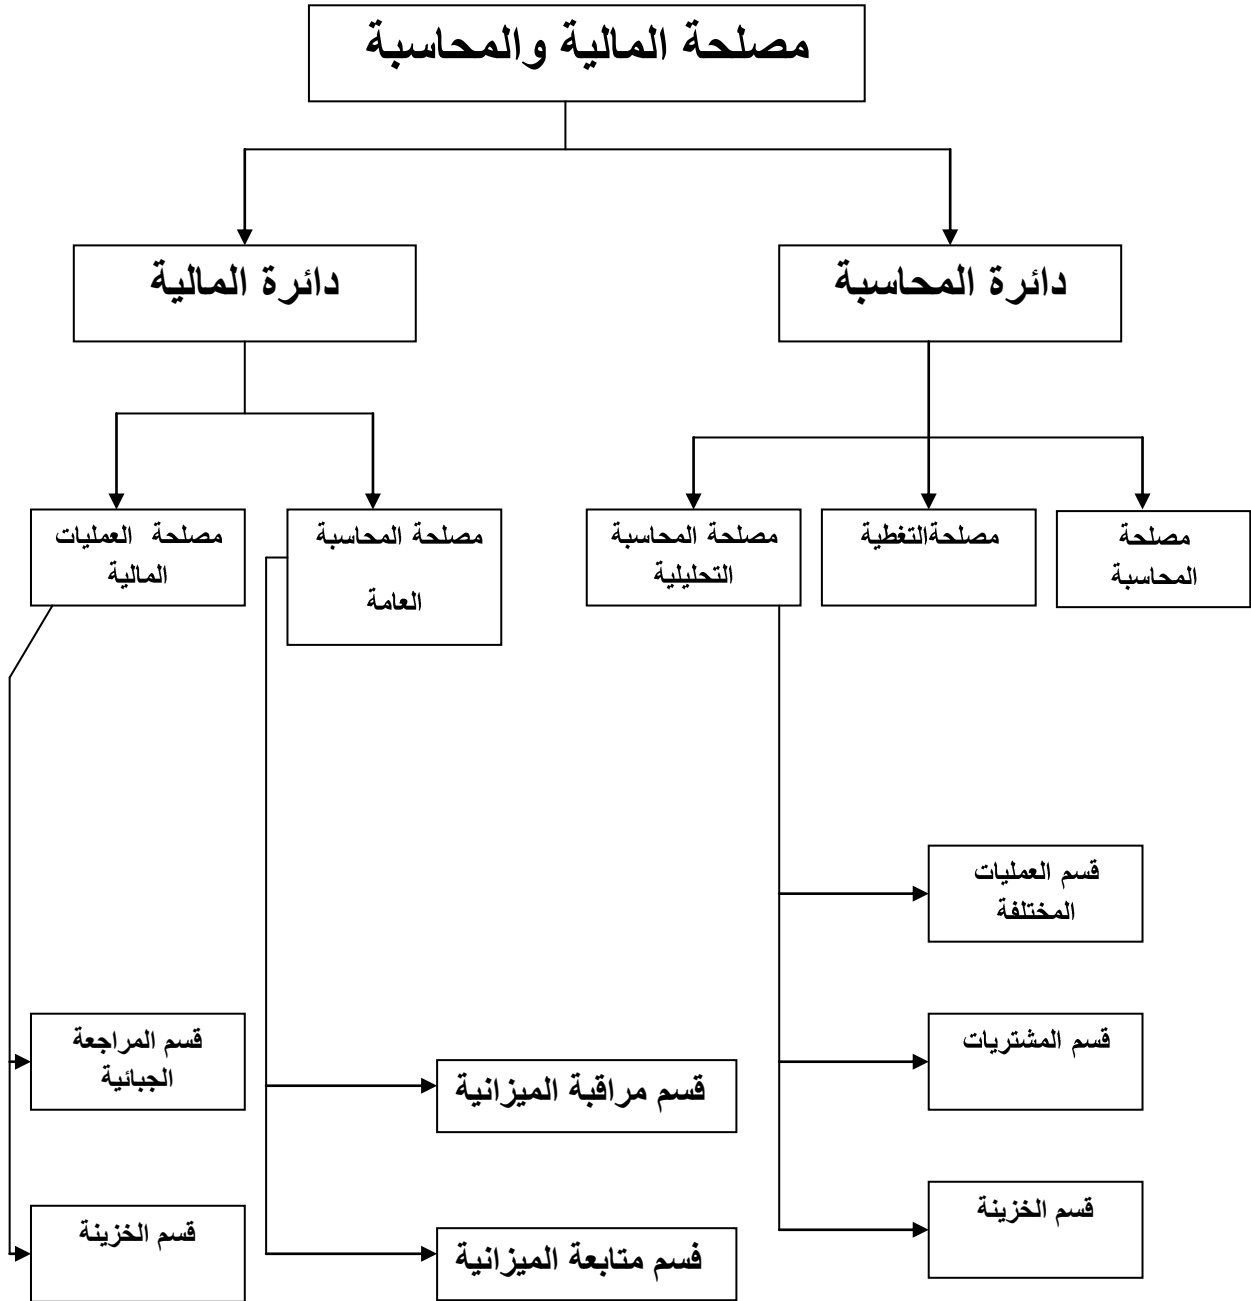 مصلحة المالية والمحاسبة
دائرة المحاسبة
دائرة المالية
مصلحة
المحاسبة
مصلحةالتغطية
مصلحة المحاسبة
التحليلية
مصلحة المحاسبة
العامة
مصلحة العمليات
المالية
قسم العمليات
المختلفة
قسم المشتريات
قسم الخزينة
قسم مراقبة الميزانية
قسم متابعة الميزانية
قسم المراجعة
الجبائية
قسم الخزينة